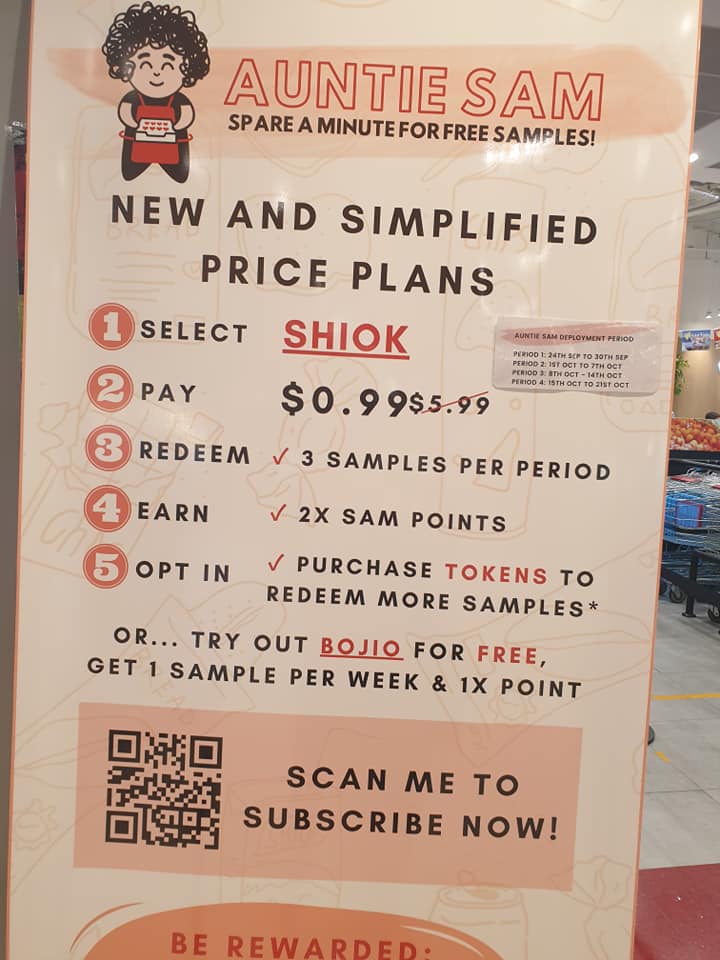 AUNTIE SAM
SPARE A MINUTE FOR FREE SAMPLES!
NEW AND SIMPLIFIED
PRICE PLANS
1 SELECT SHIOK
AUNTIE SAM DEPLOYMENT PERIOD
PERIOD 1: 24TH SEP TO 30TH SEP
PERIOD 2: 1ST OCT TO 7TH OCT
PERIOD 3: 8TH OCT - 14TH OCT
PERIOD 4: 15TH OCT TO 21ST OCT
2 PAY $0.99 $5.99
3 REDEEM ✓ 3 SAMPLES PER PERIOD
4 EARN ✓ 2X SAM POINTS
5 OPT IN ✓ PURCHASE TOKENS TO
REDEEM MORE SAMPLES*
OR... TRY OUT BOJIO FOR FREE,
GET 1 SAMPLE PER WEEK & 1X POINT
SCAN ME TO
SUBSCRIBE NOW!
BE REWARDED: